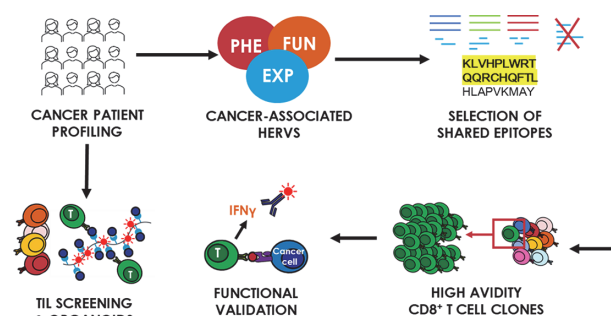 PHE
FUN
EXP
KLVHPLWRT
QQRCHQFTL
HLAPVKMAY
CANCER PATIENT
PROFILING
CANCER-ASSOCIATED
HERVS
SELECTION OF
SHARED EPITOPES
T
T
IFNγ
T
Cancer
cell
TIL SCREENING
FUNCTIONAL
VALIDATION
HIGH AVIDITY
CD8⁺ T CELL CLONES